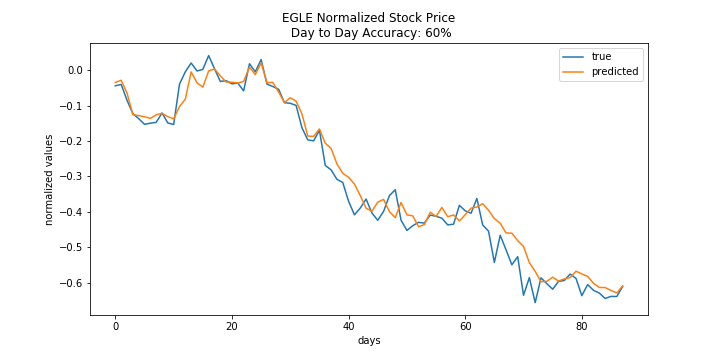 EGLE Normalized Stock Price
Day to Day Accuracy: 60%
true
predicted
normalized values
0.0
−0.1
−0.2
−0.3
−0.4
−0.5
−0.6
0 20 40 60 80
days